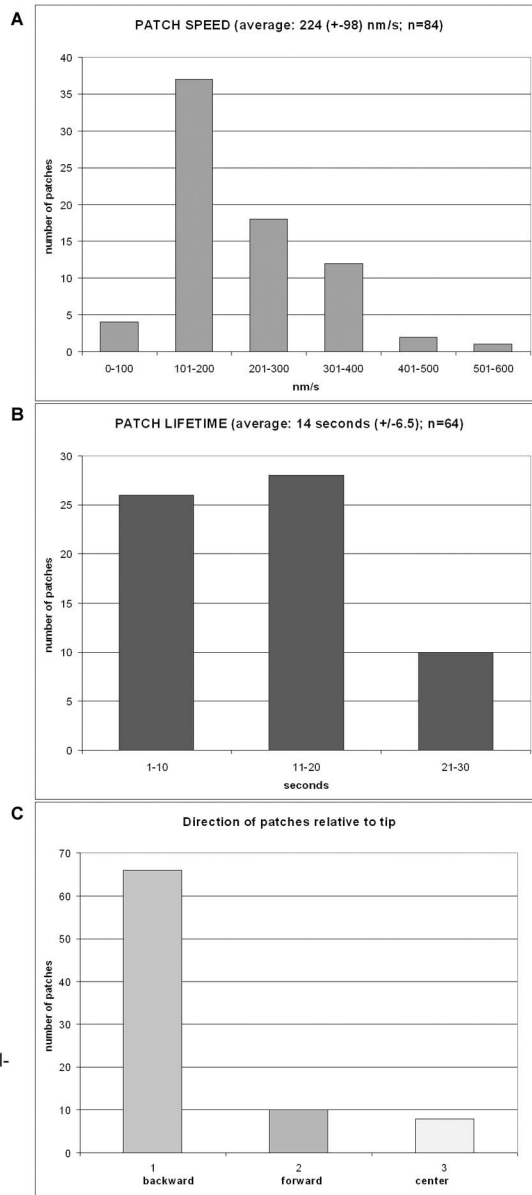 A
PATCH SPEED (average: 224 (+-98) nm/s; n=84)
number of patches
40
35
30
25
20
15
10
5
0
0-100 101-200 201-300 301-400 401-500 501-600
nm/s
B
PATCH LIFETIME (average: 14 seconds (+/-6.5); n=64)
number of patches
30
25
20
15
10
5
0
1-10 11-20 21-30
seconds
C
Direction of patches relative to tip
number of patches
70
60
50
40
30
20
10
0
1 2 3
backward forward center